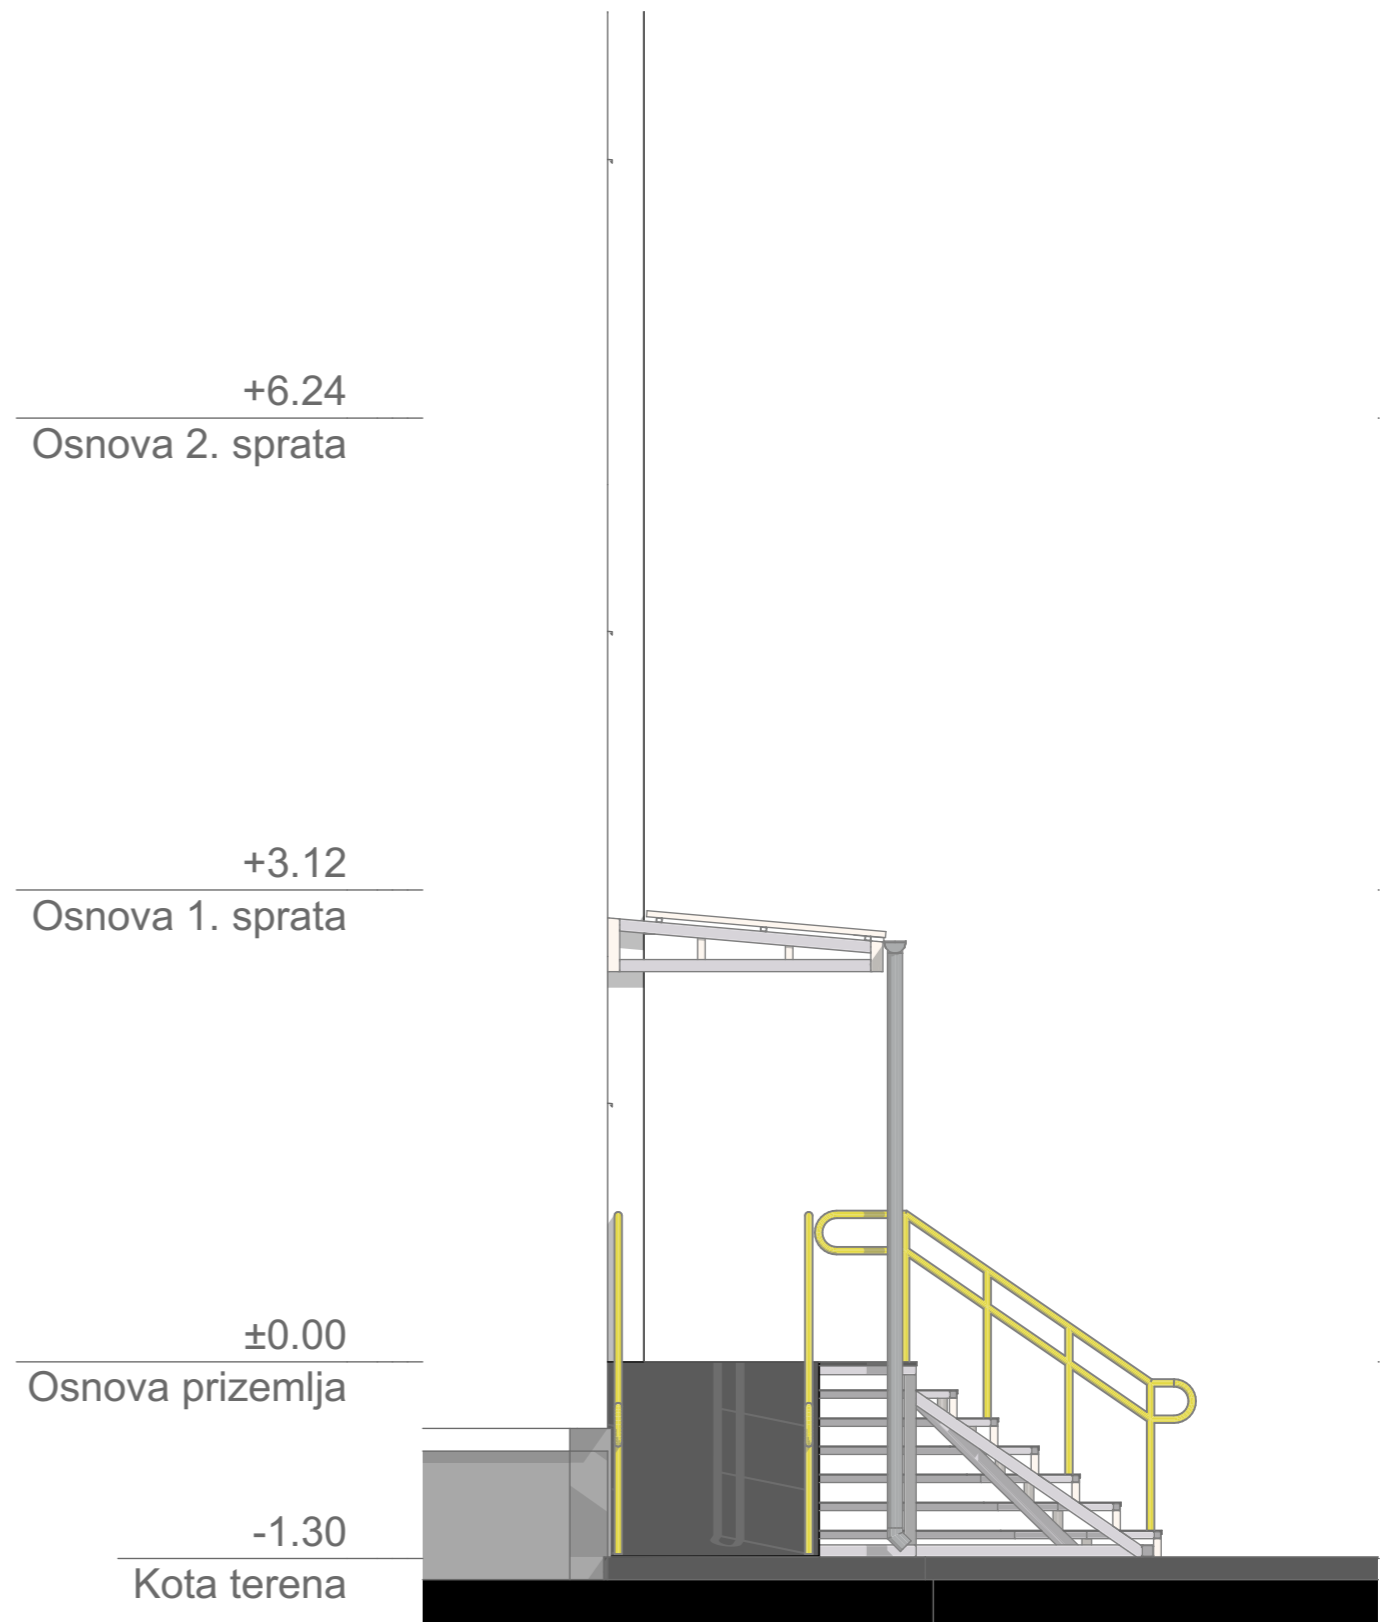 +6.24
Osnova 2. sprata
+3.12
Osnova 1. sprata
±0.00
Osnova prizemlja
-1.30
Kota terena